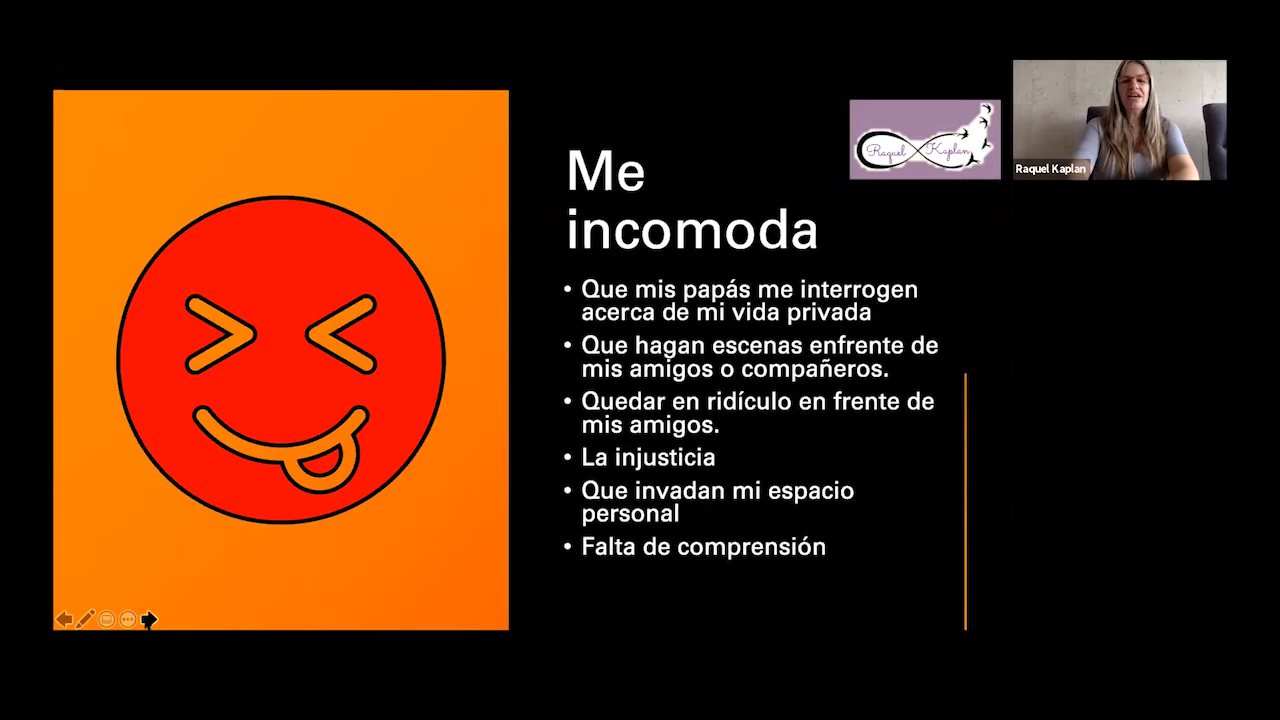 Me
incomoda
• Que mis papás me interrogen
acerca de mi vida privada
• Que hagan escenas enfrente de
mis amigos o compañeros.
• Quedar en ridículo en frente de
mis amigos.
• La injusticia
• Que invadan mi espacio
personal
• Falta de comprensión
Raquel Kaplan
Raquel Kaplan